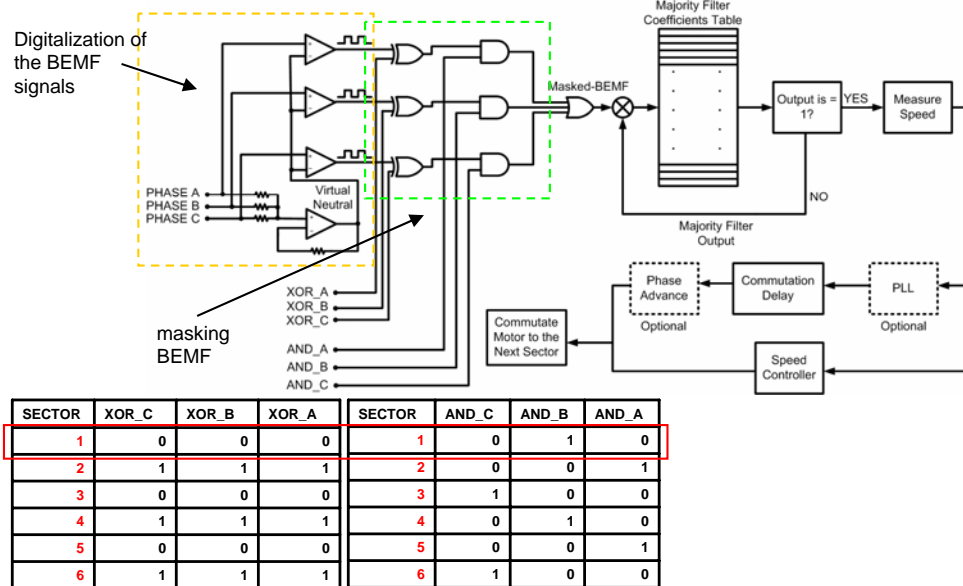 Digitalization of
the BEMF
signals
Majority Filter
Coefficients Table
Masked-BEMF
Output is =
1?
YES
Measure
Speed
NO
Majority Filter
Output
PHASE A
PHASE B
PHASE C
Virtual
Neutral
XOR_A
XOR_B
XOR_C
masking
BEMF
AND_A
AND_B
AND_C
Commutate
Motor to the
Next Sector
Phase
Advance
Optional
Commutation
Delay
PLL
Optional
Speed
Controller
SECTOR XOR_C XOR_B XOR_A
1 0 0 0
2 1 1 1
3 0 0 0
4 1 1 1
5 0 0 0
6 1 1 1
SECTOR AND_C AND_B AND_A
1 0 1 0
2 0 0 1
3 1 0 0
4 0 1 0
5 0 0 1
6 1 0 0